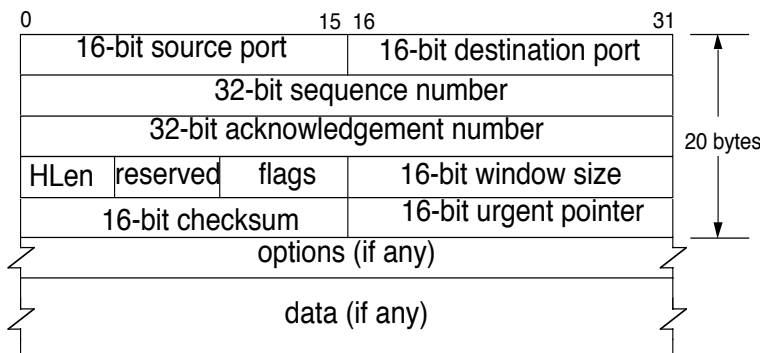 0 15 16 31
16-bit source port 16-bit destination port
32-bit sequence number
32-bit acknowledgement number
20 bytes
HLen reserved flags 16-bit window size
16-bit checksum 16-bit urgent pointer
options (if any)
data (if any)